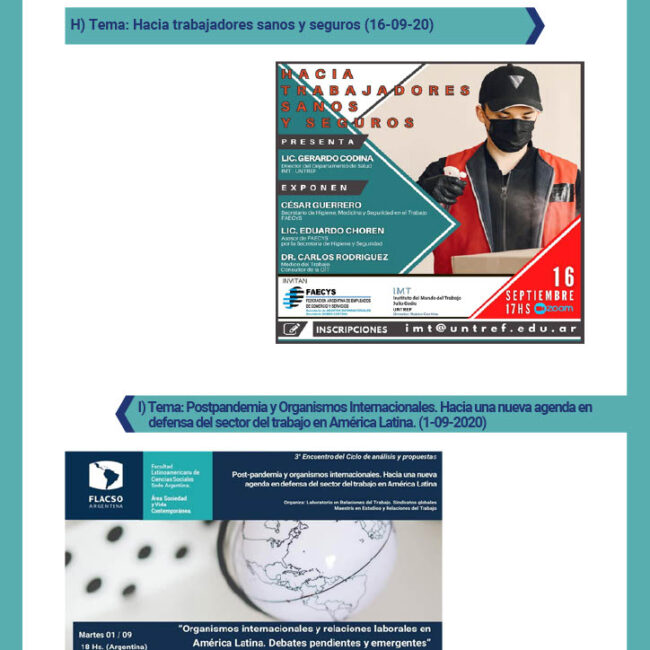 H) Tema: Hacia trabajadores sanos y seguros (16-09-20)
HACIA
TRABAJADORES
SANOS
Y SEGUROS
PRESENTA
LIC. GERARDO CODINA
Director del Departamento de Salud
IMT - UNTREF
EXPONEN
CÉSAR GUERRERO
Secretario de Higiene, Medicina y Seguridad en el Trabajo
FAECYS
LIC. EDUARDO CHOREN
Asesor de FAECYS
por la Secretaría de Higiene y Seguridad
DR. CARLOS RODRIGUEZ
Médico del Trabajo
Consultor de la OIT
INVITAN
FAECYS
FEDERACION ARGENTINA DE EMPLEADOS
DE COMERCIO Y SERVICIOS
IMT
Instituto del Mundo del Trabajo
Julio Godio
UNTREF
16
SEPTIEMBRE
17HS zoom
INSCRIPCIONES imt@untref.edu.ar
I) Tema: Postpandemia y Organismos Internacionales. Hacia una nueva agenda en
defensa del sector del trabajo en América Latina. (1-09-2020)
FLACSO
ARGENTINA
Facultad
Latinoamericana de
Ciencias Sociales
Sede Argentina.
Área Sociedad
y Vida
Contemporánea.
3° Encuentro del Ciclo de análisis y propuestas
Post-pandemia y organismos internacionales. Hacia una nueva
agenda en defensa del sector del trabajo en América Latina
Organiza: Laboratorio en Relaciones del Trabajo. Sindicatos globales
Maestría en Estudios y Relaciones del Trabajo
Martes 01 / 09
18 Hs. (Argentina)
"Organismos internacionales y relaciones laborales en
América Latina. Debates pendientes y emergentes"